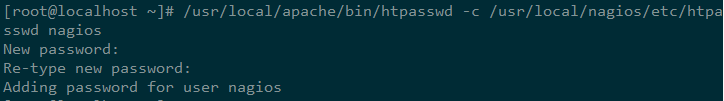 [root@localhost ~]# /usr/local/apache/bin/htpasswd -c /usr/local/nagios/etc/htpa
sswd nagios
New password:
Re-type new password:
Adding password for user nagios